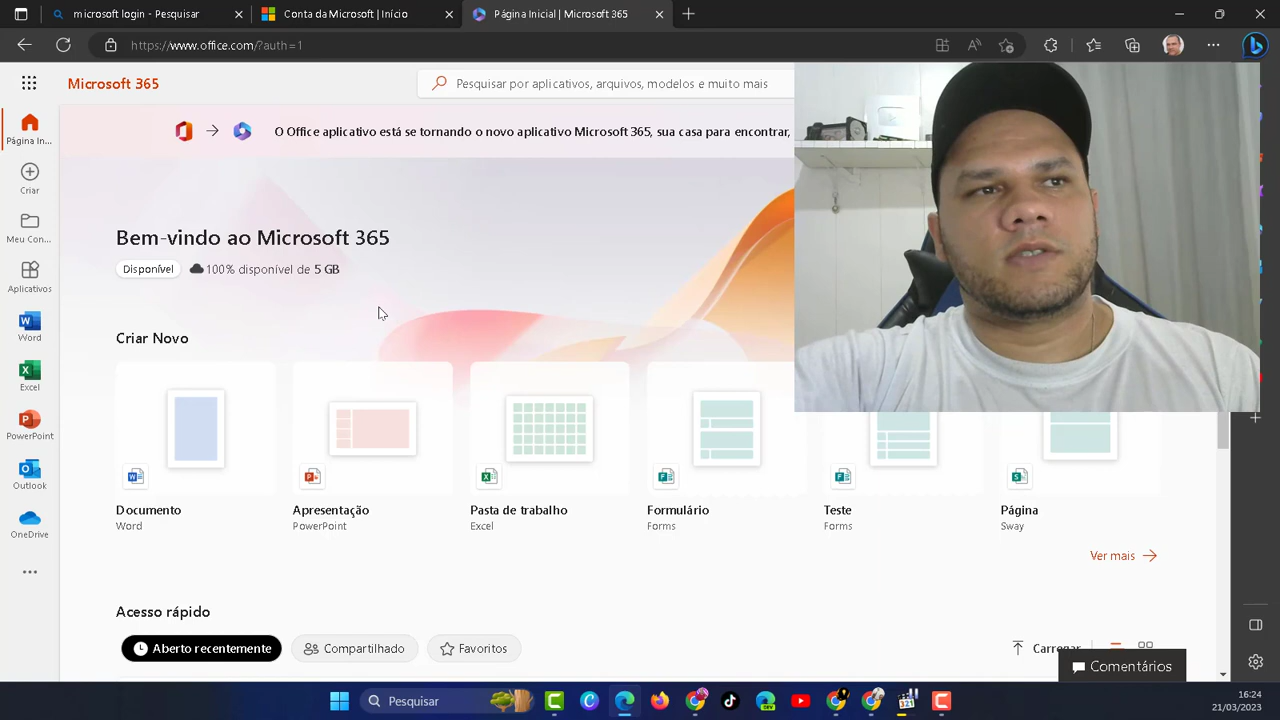 microsoft login - Pesquisar
Conta da Microsoft | Início
Página Inicial | Microsoft 365
https://www.office.com/?auth=1
Microsoft 365
Pesquisar por aplicativos, arquivos, modelos e muito mais
O Office aplicativo está se tornando o novo aplicativo Microsoft 365, sua casa para encontrar,
Página In...
Criar
Meu Con...
Aplicativos
Word
Excel
PowerPoint
Outlook
OneDrive
Bem-vindo ao Microsoft 365
Disponível
100% disponível de 5 GB
Criar Novo
Documento
Word
Apresentação
PowerPoint
Pasta de trabalho
Excel
Formulário
Forms
Teste
Forms
Página
Sway
Ver mais
Acesso rápido
Aberto recentemente
Compartilhado
Favoritos
Carregar
Comentários
Pesquisar
16:24
21/03/2023